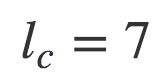 l_c = 7